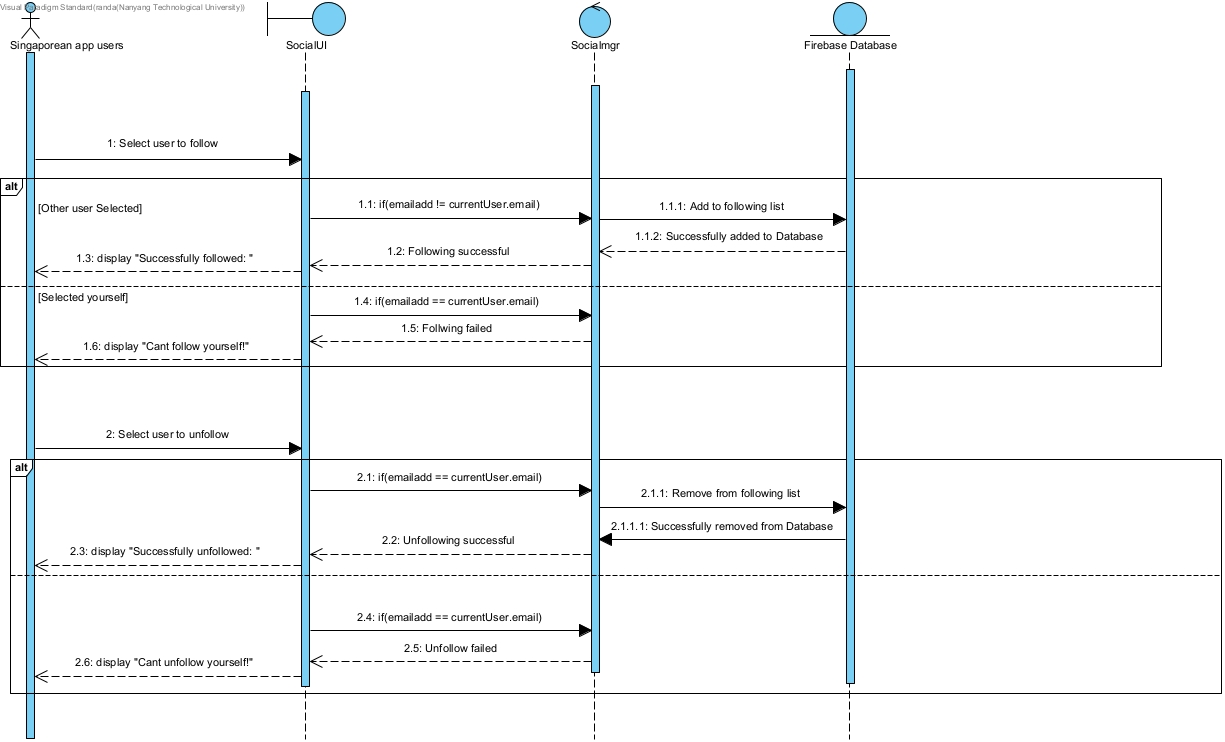 Visual Paradigm Standard(randa(Nanyang Technological University))
Singaporean app users
SocialUI
Socialmgr
Firebase Database
1: Select user to follow
alt
[Other user Selected]
1.1: if(emailadd != currentUser.email)
1.1.1: Add to following list
1.1.2: Successfully added to Database
1.2: Following successful
1.3: display "Successfully followed: "
[Selected yourself]
1.4: if(emailadd == currentUser.email)
1.5: Follwing failed
1.6: display "Cant follow yourself!"
2: Select user to unfollow
alt
2.1: if(emailadd == currentUser.email)
2.1.1: Remove from following list
2.1.1.1: Successfully removed from Database
2.2: Unfollowing successful
2.3: display "Successfully unfollowed: "
2.4: if(emailadd == currentUser.email)
2.5: Unfollow failed
2.6: display "Cant unfollow yourself!"